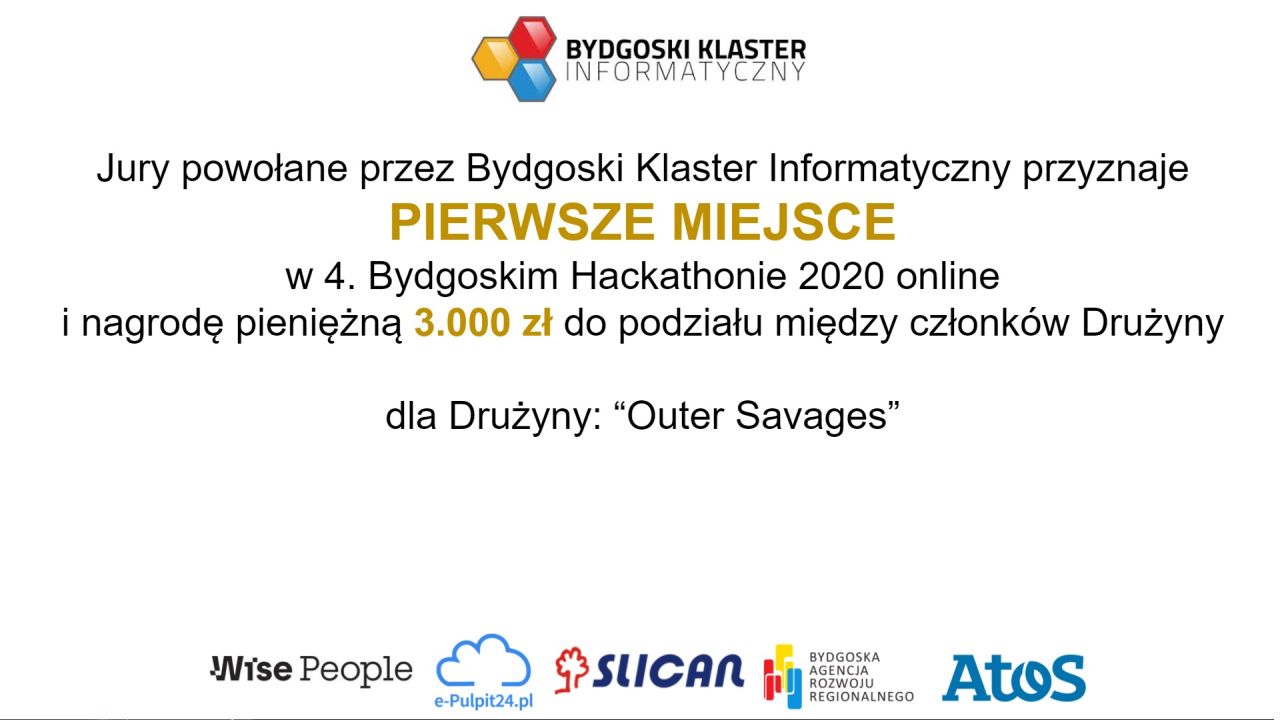 BYDGOSKI KLASTER
INFORMATYCZNY
Jury powołane przez Bydgoski Klaster Informatyczny przyznaje
PIERWSZE MIEJSCE
w 4. Bydgoskim Hackathonie 2020 online
i nagrodę pieniężną 3.000 zł do podziału między członków Drużyny
dla Drużyny: “Outer Savages”
Wise People
e-Pulpit24.pl
SLICAN
BYDGOSKA
AGENCJA
ROZWOJU
REGIONALNEGO
Atos